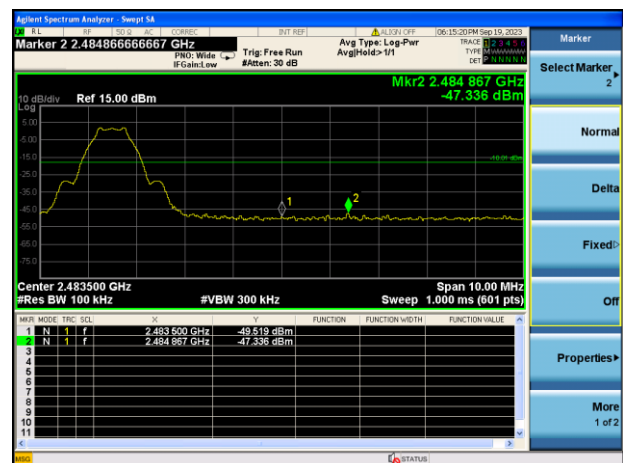 Agilent Spectrum Analyzer - Swept SA
RL RF 50 Ω AC CORREC INT REF ALIGN OFF 06:15:20 PM Sep 19, 2023
Marker 2 2.484866666667 GHz
PNO: Wide
IFGain:Low
Trig: Free Run
#Atten: 30 dB
Avg Type: Log-Pwr
Avg|Hold:>1/1
TRACE 1 2 3 4 5 6
TYPE
DET P N N N N N
Mkr2 2.484 867 GHz
-47.336 dBm
10 dB/div Ref 15.00 dBm
Log
5.00
-5.00
-15.0
-18.01 dBm
-25.0
-35.0
-45.0
-55.0
-65.0
-75.0
1
2
Center 2.483500 GHz Span 10.00 MHz
#Res BW 100 kHz #VBW 300 kHz Sweep 1.000 ms (601 pts)
MKR MODE TRC SCL X Y FUNCTION FUNCTION WIDTH FUNCTION VALUE
1 N 1 f 2.483 500 GHz -49.519 dBm
2 N 1 f 2.484 867 GHz -47.336 dBm
3
4
5
6
7
8
9
10
11
MSG STATUS
Marker
Select Marker
2
Normal
Delta
Fixed
Off
Properties
More
1 of 2